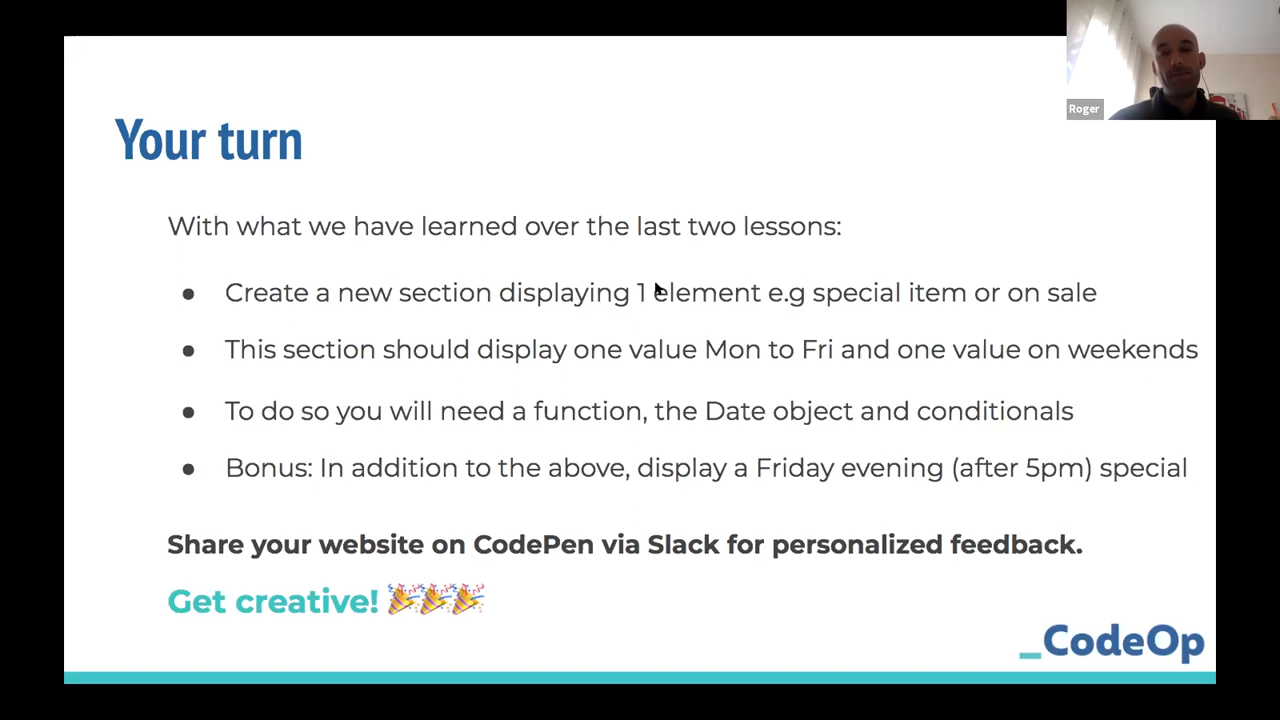 Roger
Your turn
With what we have learned over the last two lessons:
● Create a new section displaying 1 element e.g special item or on sale
● This section should display one value Mon to Fri and one value on weekends
● To do so you will need a function, the Date object and conditionals
● Bonus: In addition to the above, display a Friday evening (after 5pm) special
Share your website on CodePen via Slack for personalized feedback.
Get creative! 🎉🎉🎉
_CodeOp